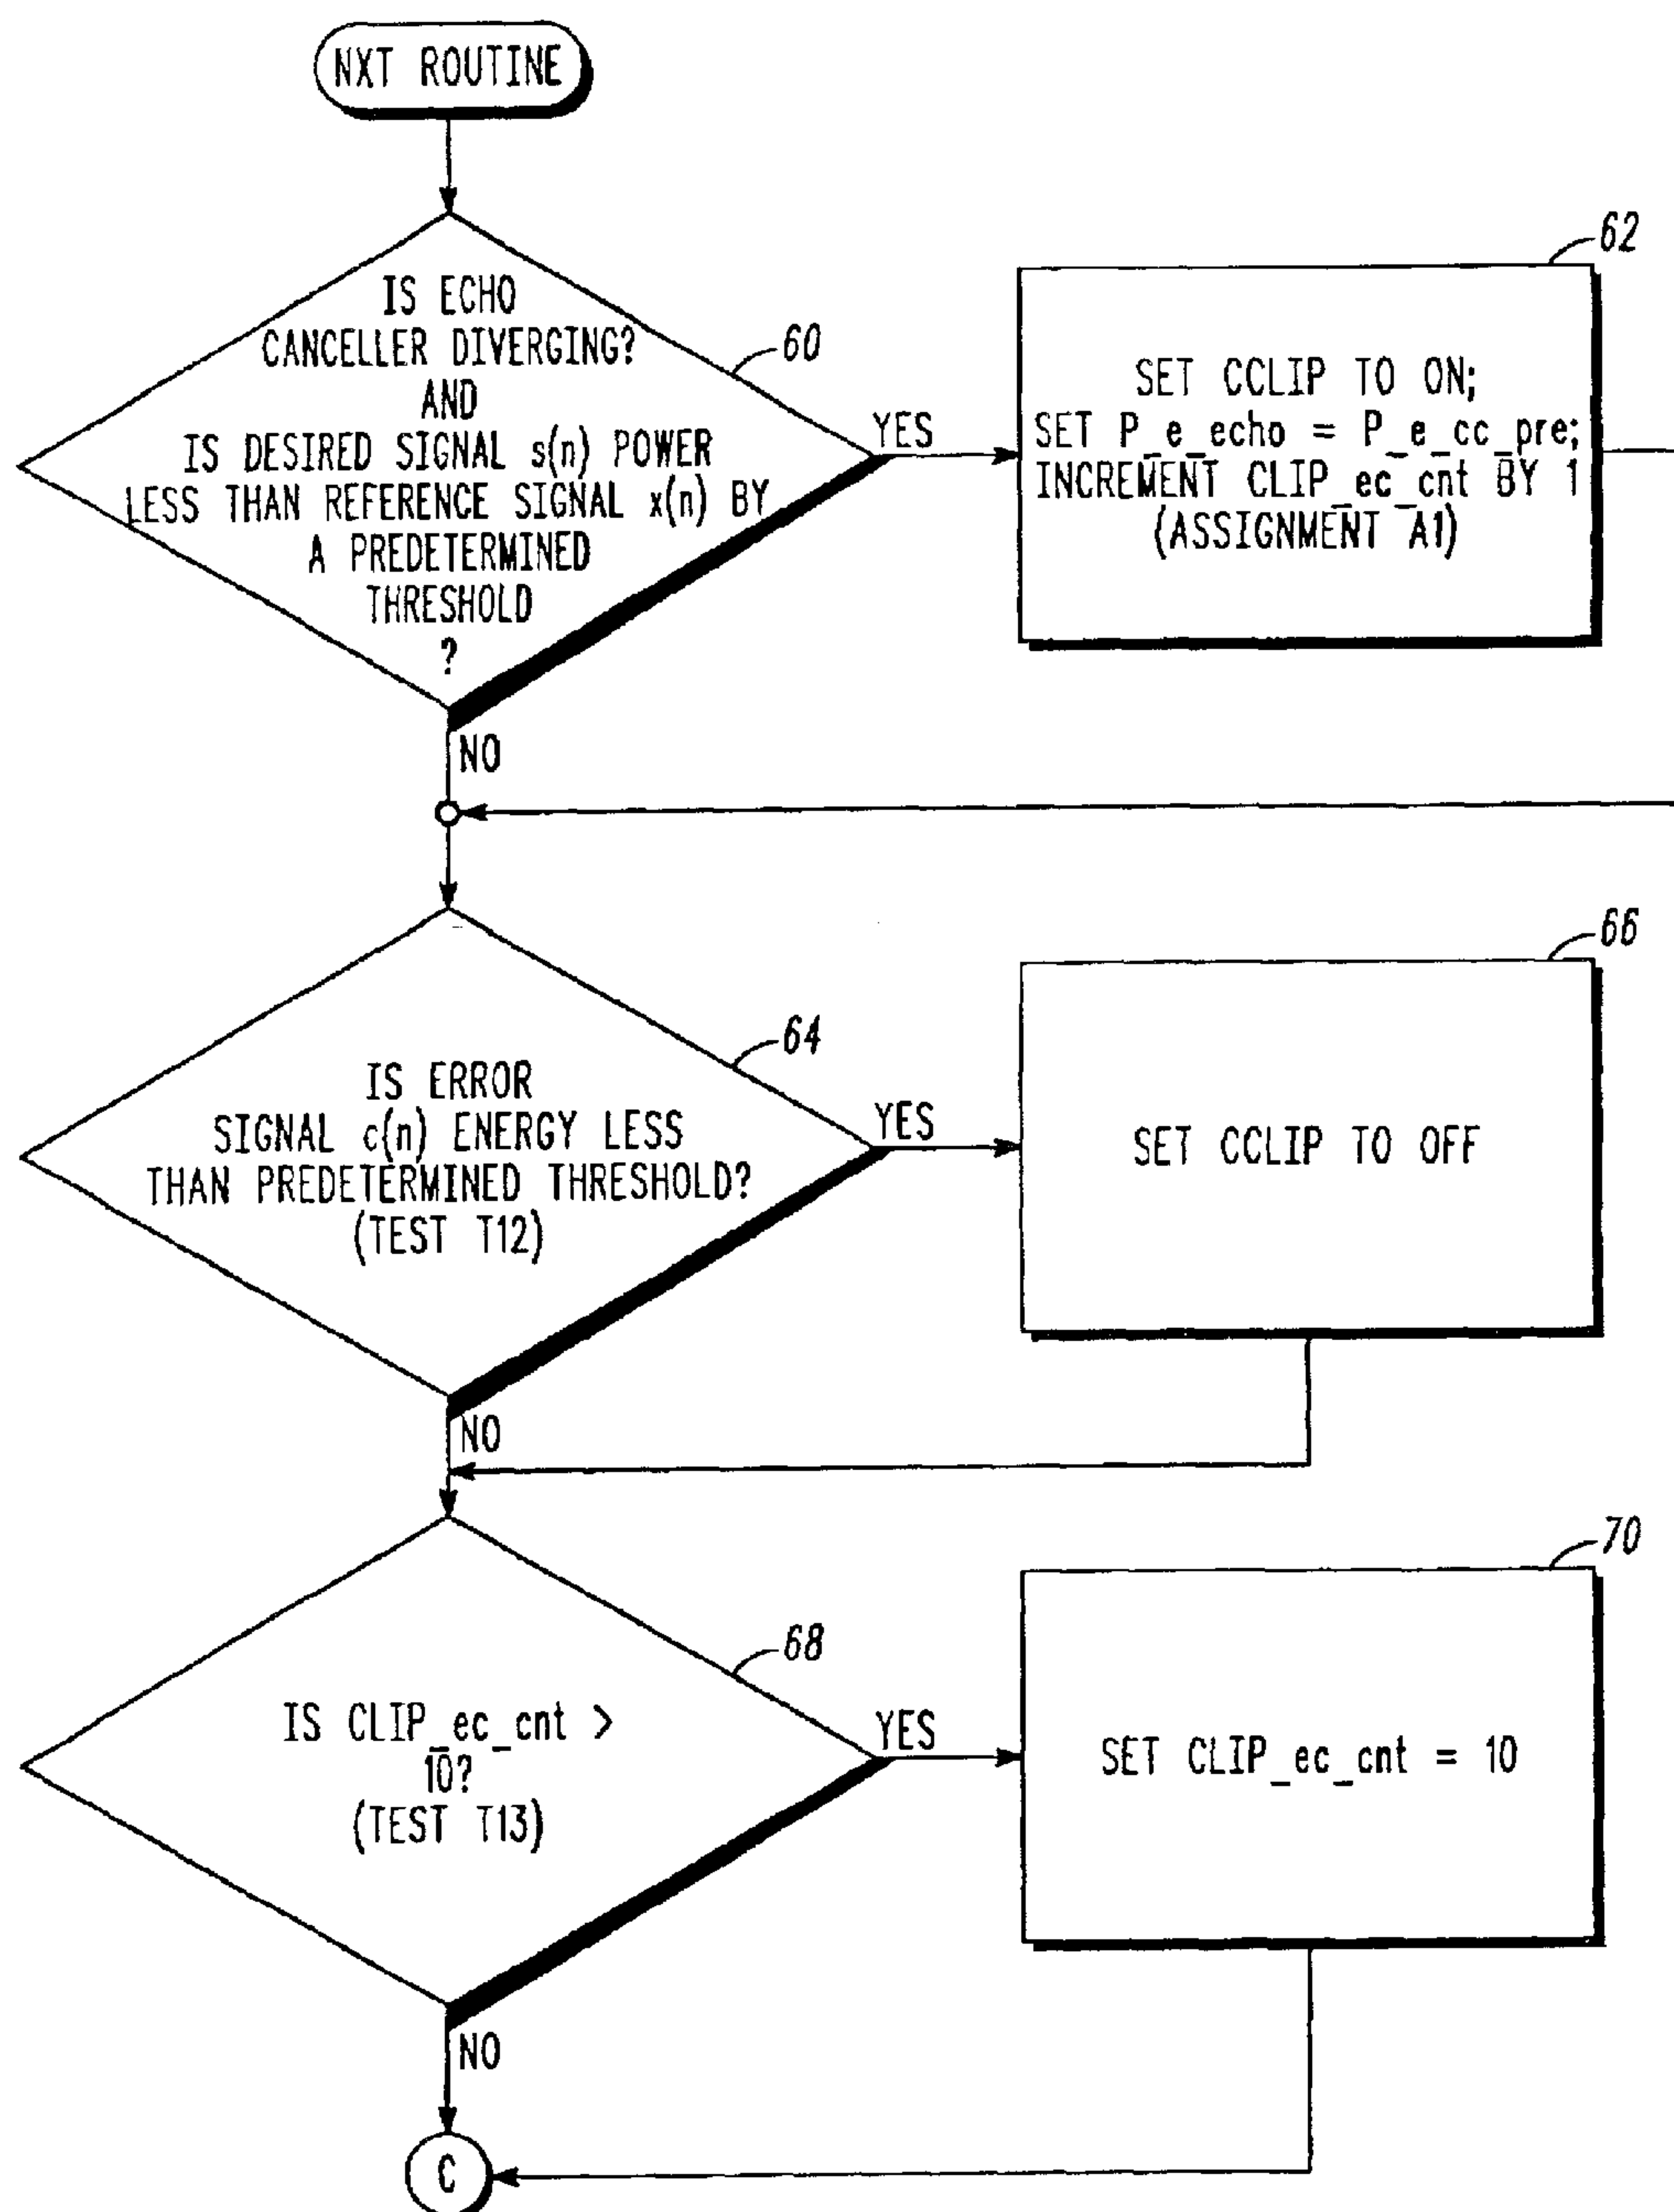 NXT ROUTINE
IS ECHO
CANCELLER DIVERGING?
AND
IS DESIRED SIGNAL s(n) POWER
LESS THAN REFERENCE SIGNAL x(n) BY
A PREDETERMINED
THRESHOLD
?
60
YES
NO
62
SET CCLIP TO ON;
SET P_e_echo = P_e_cc_pre;
INCREMENT CLIP_ec_cnt BY 1
(ASSIGNMENT A1)
IS ERROR
SIGNAL c(n) ENERGY LESS
THAN PREDETERMINED THRESHOLD?
(TEST T12)
64
YES
NO
66
SET CCLIP TO OFF
IS CLIP_ec_cnt >
10?
(TEST T13)
68
YES
NO
70
SET CLIP_ec_cnt = 10
C